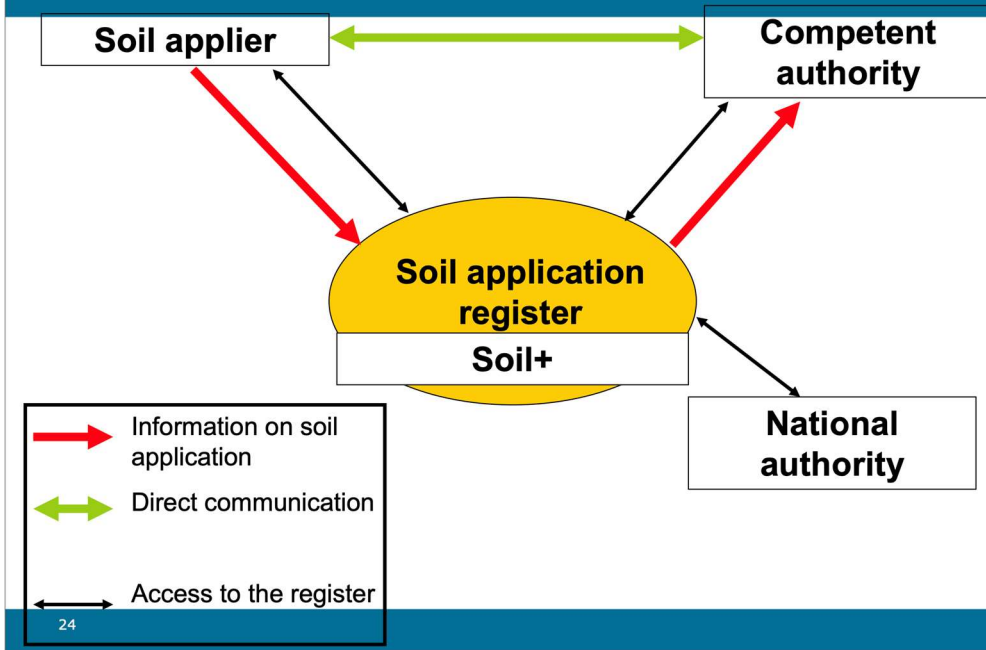 Soil applier
Competent
authority
Soil application
register
Soil+
National
authority
Information on soil
application
Direct communication
Access to the register
24